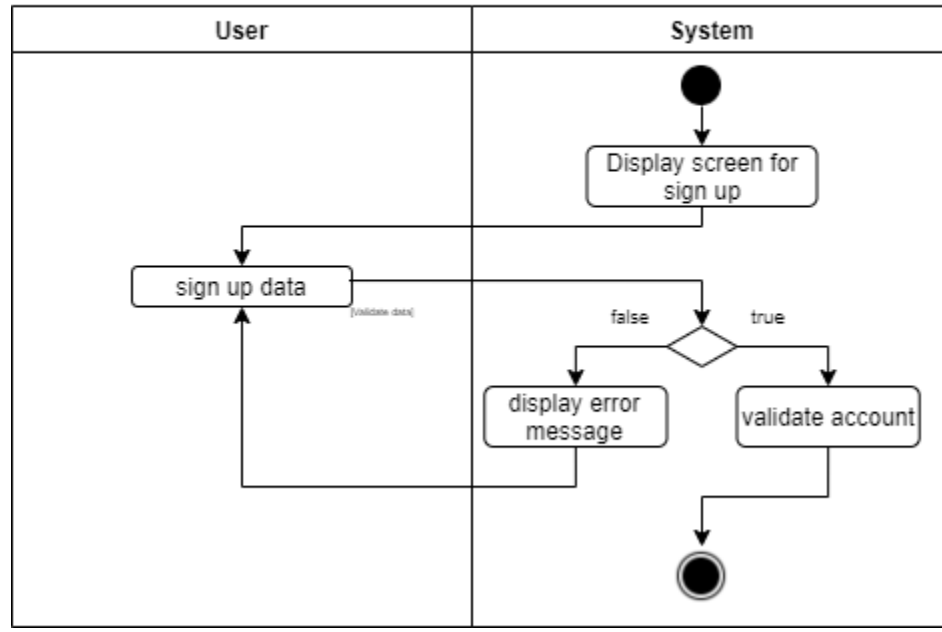 User
System
Display screen for
sign up
sign up data
[Validate data]
false
true
display error
message
validate account